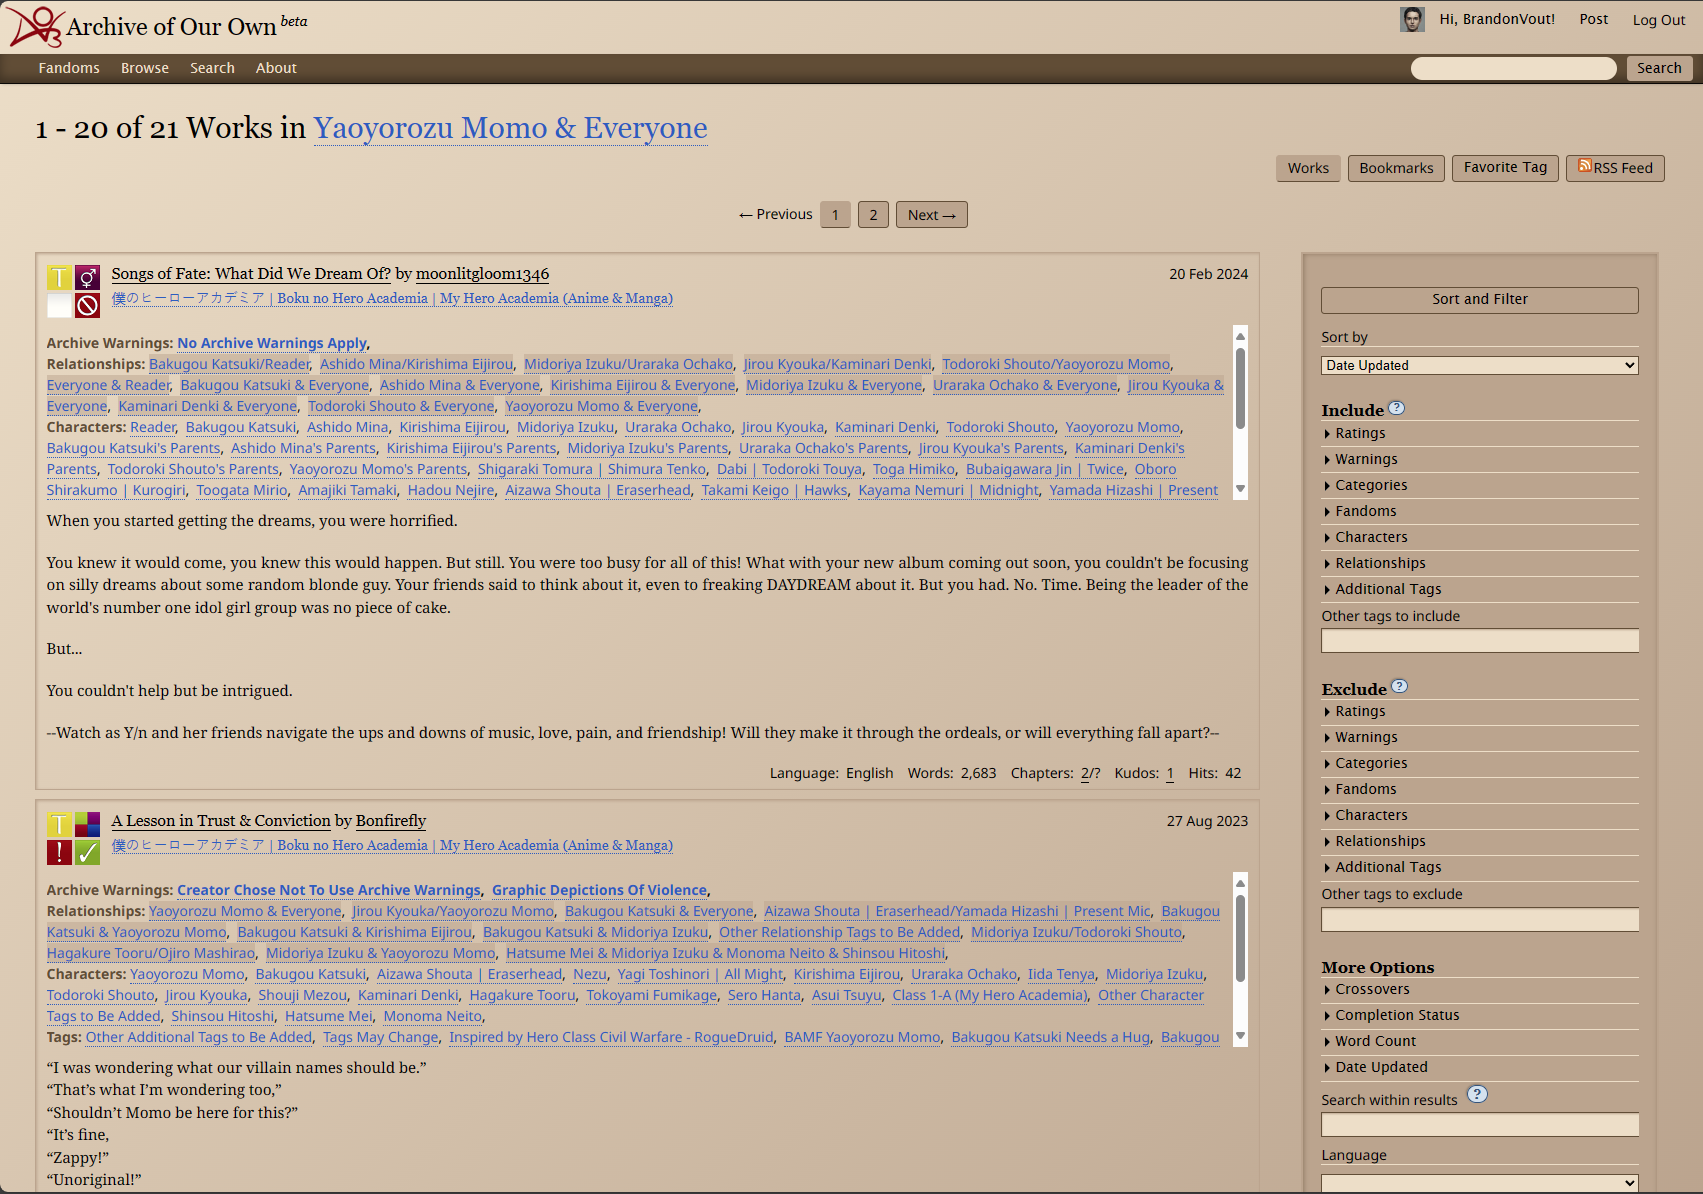 Archive of Our Own beta
Hi, BrandonVout! Post Log Out
Fandoms Browse Search About
Search
1 - 20 of 21 Works in Yaoyorozu Momo & Everyone
Works Bookmarks Favorite Tag RSS Feed
← Previous 1 2 Next →
T
Songs of Fate: What Did We Dream Of? by moonlitgloom1346
20 Feb 2024
僕のヒーローアカデミア | Boku no Hero Academia | My Hero Academia (Anime & Manga)
Archive Warnings: No Archive Warnings Apply,
Relationships: Bakugou Katsuki/Reader, Ashido Mina/Kirishima Eijirou, Midoriya Izuku/Uraraka Ochako, Jirou Kyouka/Kaminari Denki, Todoroki Shouto/Yaoyorozu Momo,
Everyone & Reader, Bakugou Katsuki & Everyone, Ashido Mina & Everyone, Kirishima Eijirou & Everyone, Midoriya Izuku & Everyone, Uraraka Ochako & Everyone, Jirou Kyouka &
Everyone, Kaminari Denki & Everyone, Todoroki Shouto & Everyone, Yaoyorozu Momo & Everyone,
Characters: Reader, Bakugou Katsuki, Ashido Mina, Kirishima Eijirou, Midoriya Izuku, Uraraka Ochako, Jirou Kyouka, Kaminari Denki, Todoroki Shouto, Yaoyorozu Momo,
Bakugou Katsuki's Parents, Ashido Mina's Parents, Kirishima Eijirou's Parents, Midoriya Izuku's Parents, Uraraka Ochako's Parents, Jirou Kyouka's Parents, Kaminari Denki's
Parents, Todoroki Shouto's Parents, Yaoyorozu Momo's Parents, Shigaraki Tomura | Shimura Tenko, Dabi | Todoroki Touya, Toga Himiko, Bubaigawara Jin | Twice, Oboro
Shirakumo | Kurogiri, Toogata Mirio, Amajiki Tamaki, Hadou Nejire, Aizawa Shouta | Eraserhead, Takami Keigo | Hawks, Kayama Nemuri | Midnight, Yamada Hizashi | Present
When you started getting the dreams, you were horrified.
You knew it would come, you knew this would happen. But still. You were too busy for all of this! What with your new album coming out soon, you couldn't be focusing
on silly dreams about some random blonde guy. Your friends said to think about it, even to freaking DAYDREAM about it. But you had. No. Time. Being the leader of the
world's number one idol girl group was no piece of cake.
But...
You couldn't help but be intrigued.
--Watch as Y/n and her friends navigate the ups and downs of music, love, pain, and friendship! Will they make it through the ordeals, or will everything fall apart?--
Language: English Words: 2,683 Chapters: 2/? Kudos: 1 Hits: 42
T
A Lesson in Trust & Conviction by Bonfirefly
27 Aug 2023
!
僕のヒーローアカデミア | Boku no Hero Academia | My Hero Academia (Anime & Manga)
Archive Warnings: Creator Chose Not To Use Archive Warnings, Graphic Depictions Of Violence,
Relationships: Yaoyorozu Momo & Everyone, Jirou Kyouka/Yaoyorozu Momo, Bakugou Katsuki & Everyone, Aizawa Shouta | Eraserhead/Yamada Hizashi | Present Mic, Bakugou
Katsuki & Yaoyorozu Momo, Bakugou Katsuki & Kirishima Eijirou, Bakugou Katsuki & Midoriya Izuku, Other Relationship Tags to Be Added, Midoriya Izuku/Todoroki Shouto,
Hagakure Tooru/Ojiro Mashirao, Midoriya Izuku & Yaoyorozu Momo, Hatsume Mei & Midoriya Izuku & Monoma Neito & Shinsou Hitoshi,
Characters: Yaoyorozu Momo, Bakugou Katsuki, Aizawa Shouta | Eraserhead, Nezu, Yagi Toshinori | All Might, Kirishima Eijirou, Uraraka Ochako, Iida Tenya, Midoriya Izuku,
Todoroki Shouto, Jirou Kyouka, Shouji Mezou, Kaminari Denki, Hagakure Tooru, Tokoyami Fumikage, Sero Hanta, Asui Tsuyu, Class 1-A (My Hero Academia), Other Character
Tags to Be Added, Shinsou Hitoshi, Hatsume Mei, Monoma Neito,
Tags: Other Additional Tags to Be Added, Tags May Change, Inspired by Hero Class Civil Warfare - RogueDruid, BAMF Yaoyorozu Momo, Bakugou Katsuki Needs a Hug, Bakugou
“I was wondering what our villain names should be.”
“That’s what I’m wondering too,”
“Shouldn’t Momo be here for this?”
“It’s fine,
“Zappy!”
“Unoriginal!”
Sort and Filter
Sort by
Date Updated
Include ?
Ratings
Warnings
Categories
Fandoms
Characters
Relationships
Additional Tags
Other tags to include
Exclude ?
Ratings
Warnings
Categories
Fandoms
Characters
Relationships
Additional Tags
Other tags to exclude
More Options
Crossovers
Completion Status
Word Count
Date Updated
Search within results ?
Language